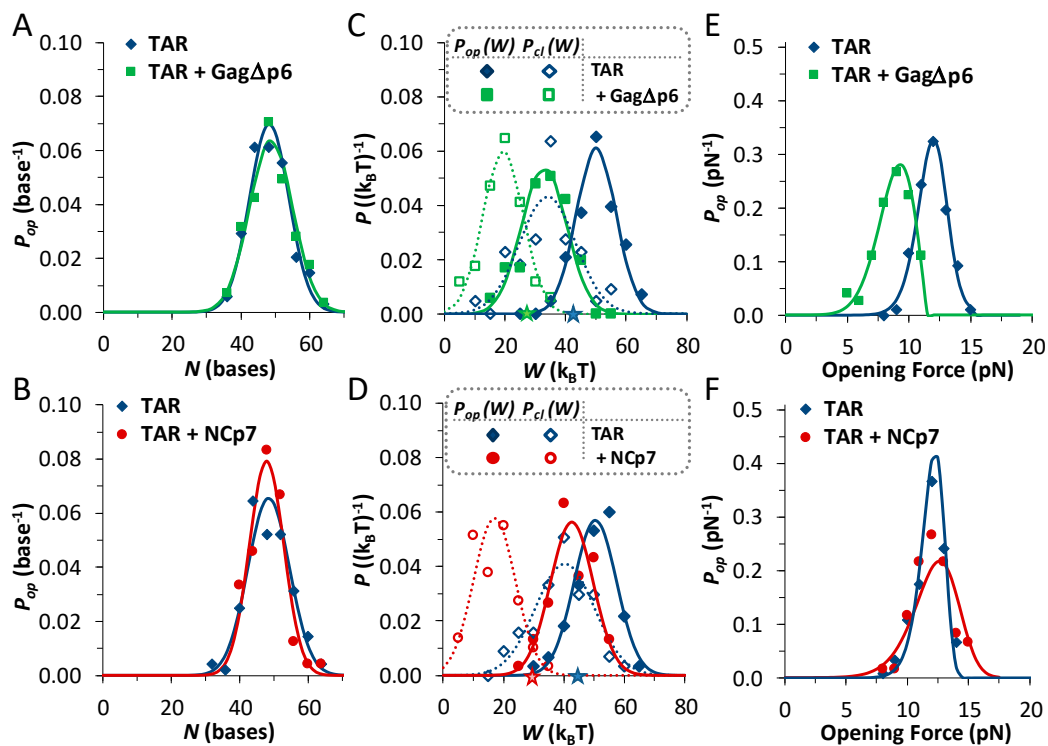 A
0.10
0.08
0.06
0.04
0.02
0.00
P_op (base⁻¹)
TAR
TAR + GagΔp6
0 20 40 60
N (bases)
C
0.10
0.08
0.06
0.04
0.02
0.00
P ((k_BT)⁻¹)
P_op (W) P_cl (W)
TAR
+ GagΔp6
0 20 40 60 80
W (k_BT)
E
0.5
0.4
0.3
0.2
0.1
0.0
P_op (pN⁻¹)
TAR
TAR + GagΔp6
0 5 10 15 20
Opening Force (pN)
B
0.10
0.08
0.06
0.04
0.02
0.00
P_op (base⁻¹)
TAR
TAR + NCp7
0 20 40 60
N (bases)
D
0.10
0.08
0.06
0.04
0.02
0.00
P ((k_BT)⁻¹)
P_op (W) P_cl (W)
TAR
+ NCp7
0 20 40 60 80
W (k_BT)
F
0.5
0.4
0.3
0.2
0.1
0.0
P_op (pN⁻¹)
TAR
TAR + NCp7
0 5 10 15 20
Opening Force (pN)